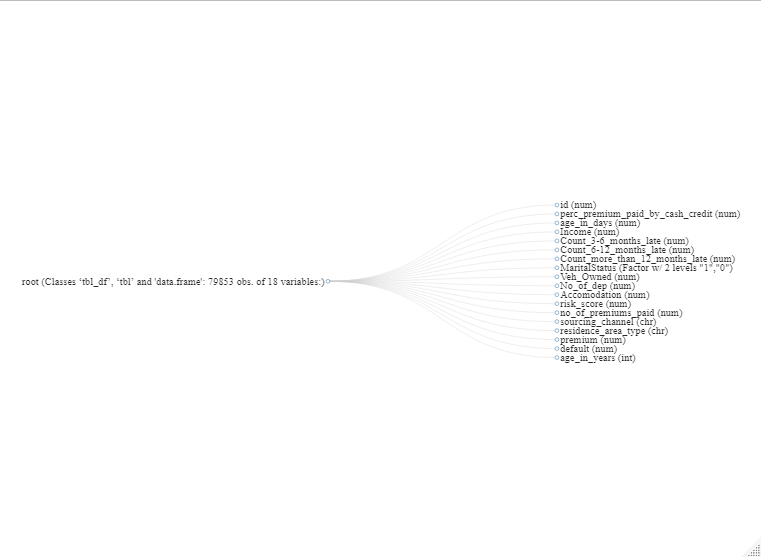 id (num)
perc_premium_paid_by_cash_credit (num)
age_in_days (num)
Income (num)
Count_3-6_months_late (num)
Count_6-12_months_late (num)
Count_more_than_12_months_late (num)
MaritalStatus (Factor w/ 2 levels "1","0")
Veh_Owned (num)
root (Classes ‘tbl_df’, ‘tbl’ and 'data.frame': 79853 obs. of 18 variables:)
No_of_dep (num)
Accomodation (num)
risk_score (num)
no_of_premiums_paid (num)
sourcing_channel (chr)
residence_area_type (chr)
premium (num)
default (num)
age_in_years (int)